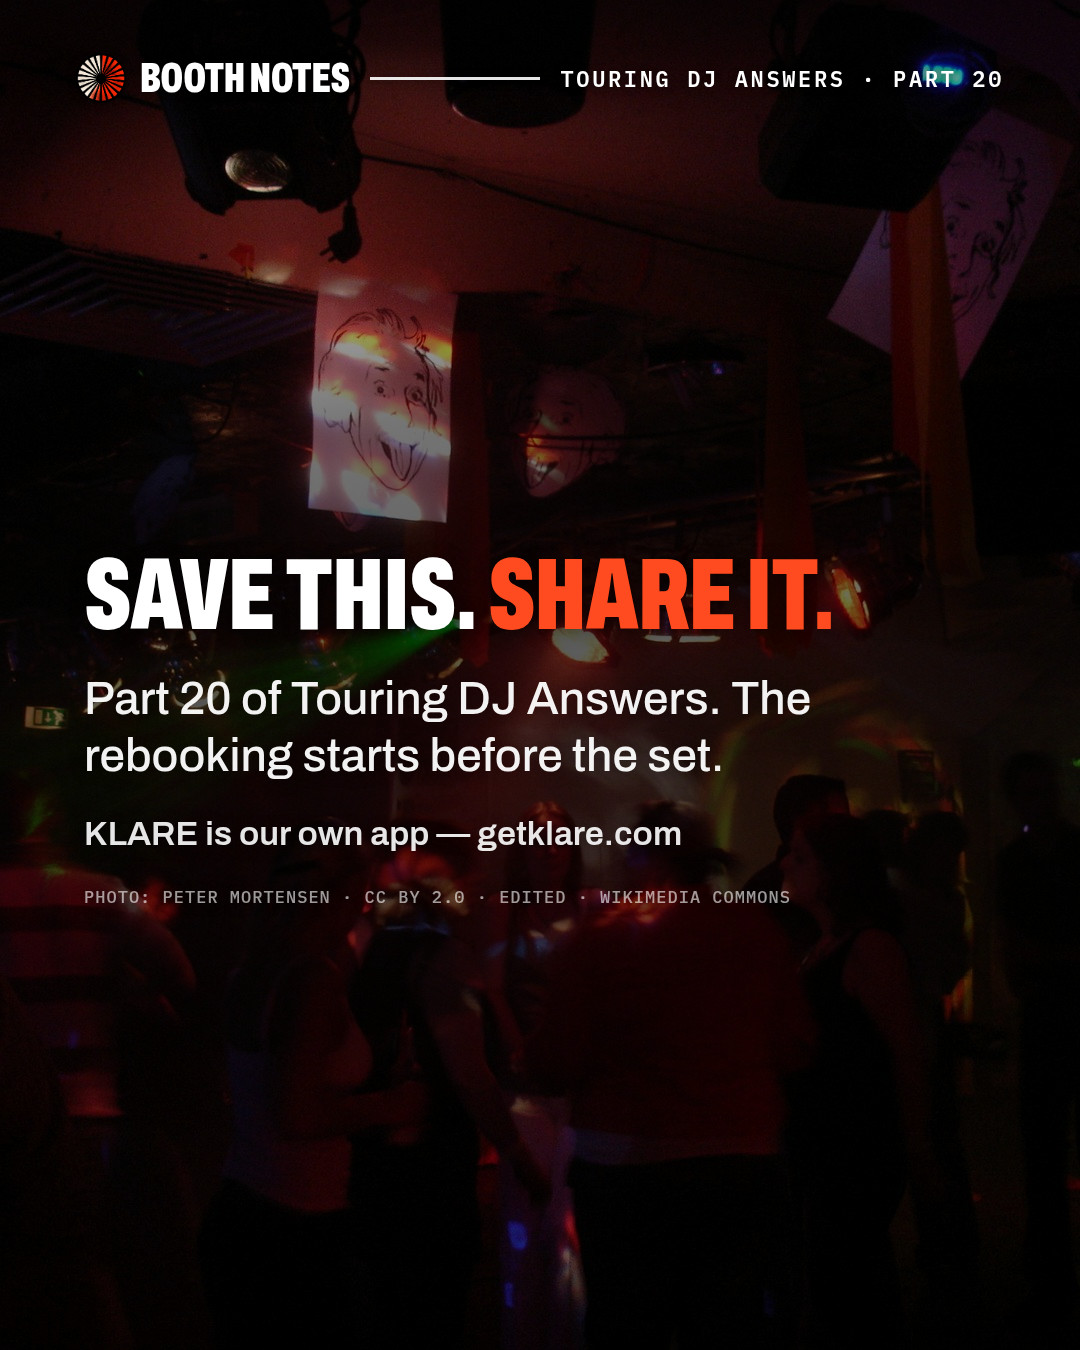 BOOTH NOTES
TOURING DJ ANSWERS · PART 20
SAVE THIS. SHARE IT.
Part 20 of Touring DJ Answers. The
rebooking starts before the set.
KLARE is our own app — getklare.com
PHOTO: PETER MORTENSEN · CC BY 2.0 · EDITED · WIKIMEDIA COMMONS